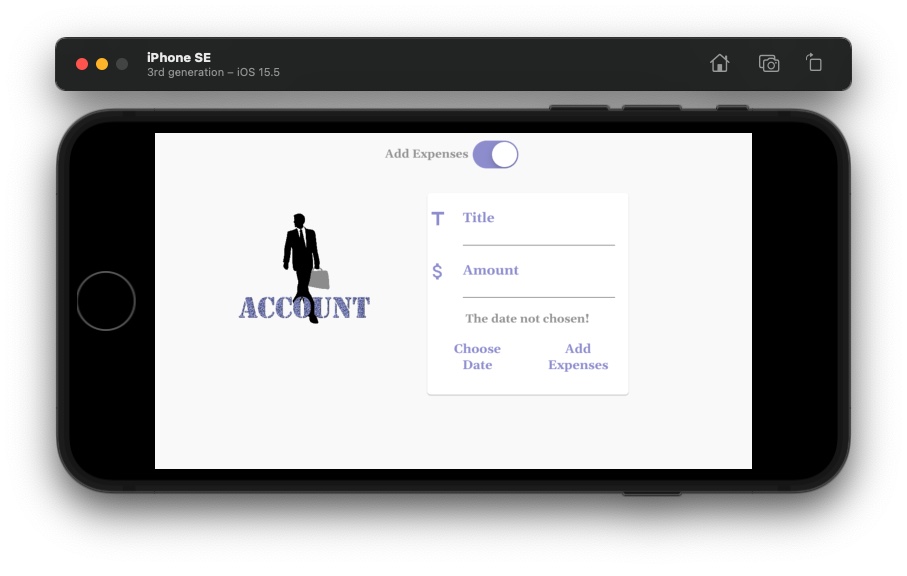 iPhone SE
3rd generation – iOS 15.5
Add Expenses
T Title
$ Amount
ACCOUNT
The date not chosen!
Choose
Date
Add
Expenses